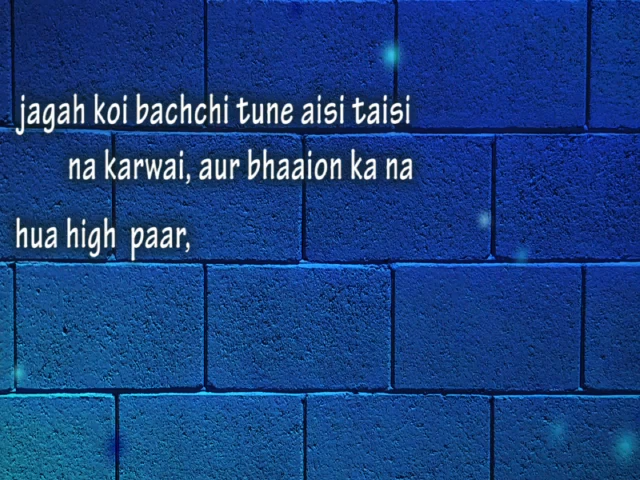 jagah koi bachchi tune aisi taisi
na karwai, aur bhaaion ka na
hua high paar,